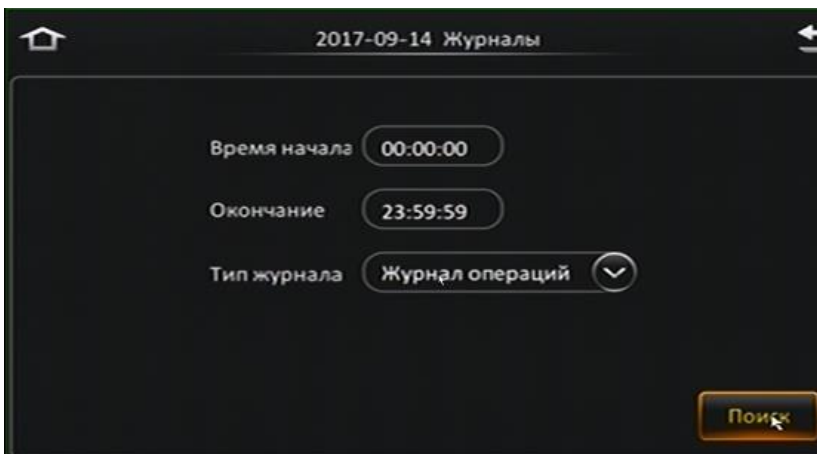 2017-09-14 Журналы
Время начала 00:00:00
Окончание 23:59:59
Тип журнала Журнал операций
Поиск